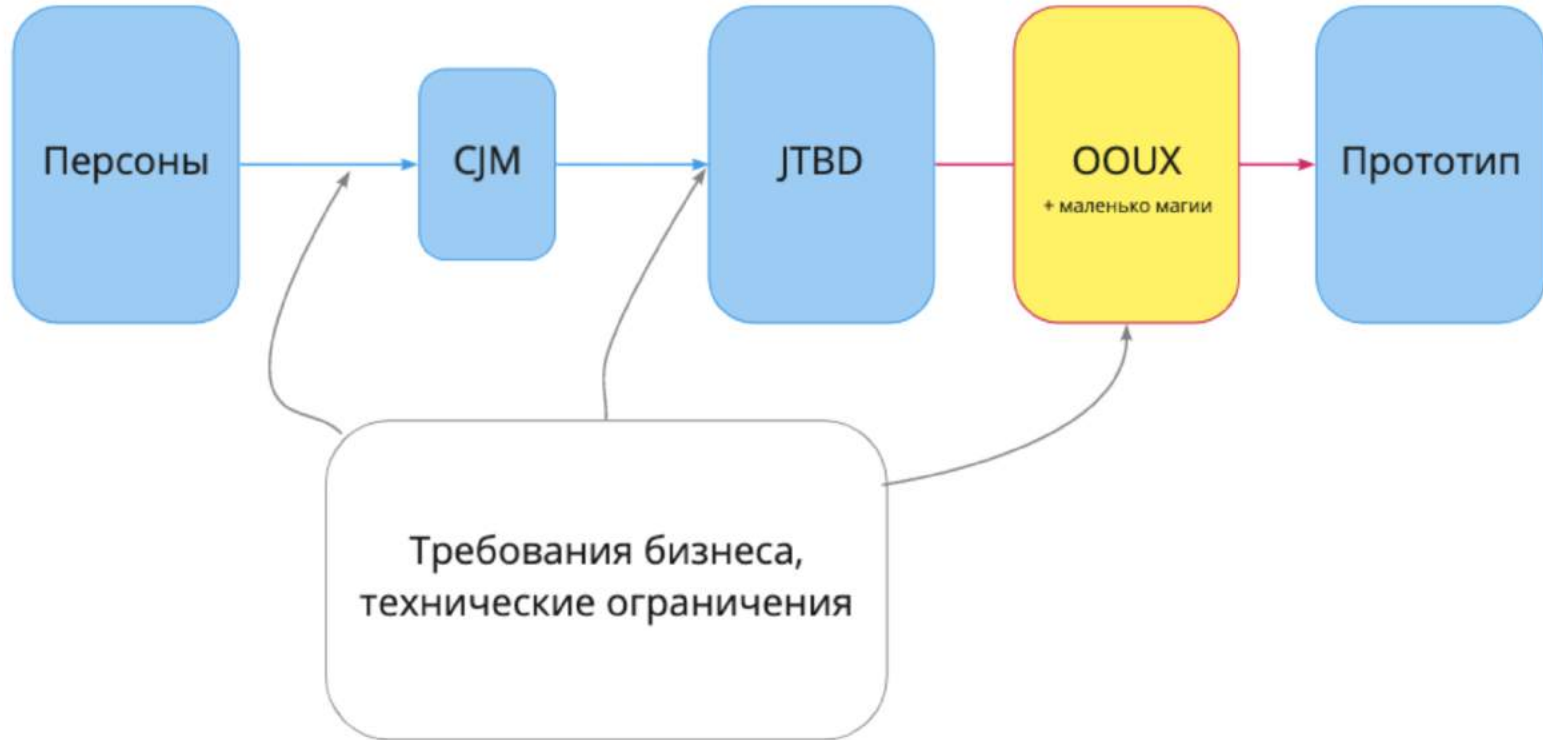 Персоны
CJM
JTBD
OOUX
+ маленько магии
Прототип
Требования бизнеса,
технические ограничения